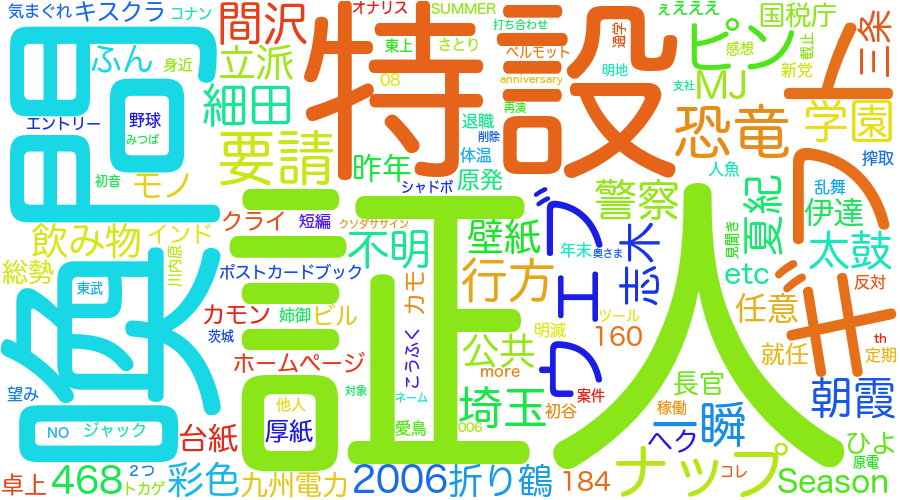 気まぐれ
キスクラ
コナン
間沢
オナリス
SUMMER
打ち合わせ
特設
ぇええええ
国税庁
三条
ふん
身近
立派
東上
さとり
ベルモット
通学
ピン
感想
截止
上
暇
08
anniversary
明地
支社
MJ
新党
学園
細田
再演
恐竜
エントリー
野球
みつば
要請
昨年
退職
削除
体温
搾取
初音
モノ
シャドボ
原発
人魚
乱舞
クライ
短編
クソダササイン
証人
ウェブ
警察
夏紀
伊達
ワギ
飲み物
インド
不明
壁紙
年末
奥さま
志木
見聞き
太鼓
総勢
川内原
ポストカードブック
カモ
行方
etc
反対
東武
カモン
姉御
ビル
ツール
任意
望み
茨城
こうふく
明滅
160
th
ホームページ
公共
more
就任
定期
対象
ネーム
埼玉
案件
初谷
長官
稼働
朝霞
NO
ジャック
他人
厚紙
台紙
愛鳥
006
一瞬
ヘク
ひよ
原電
卓上
468
2つ
トカゲ
彩色
九州電力
2006
折り鶴
184
ナップ
コレ
Season